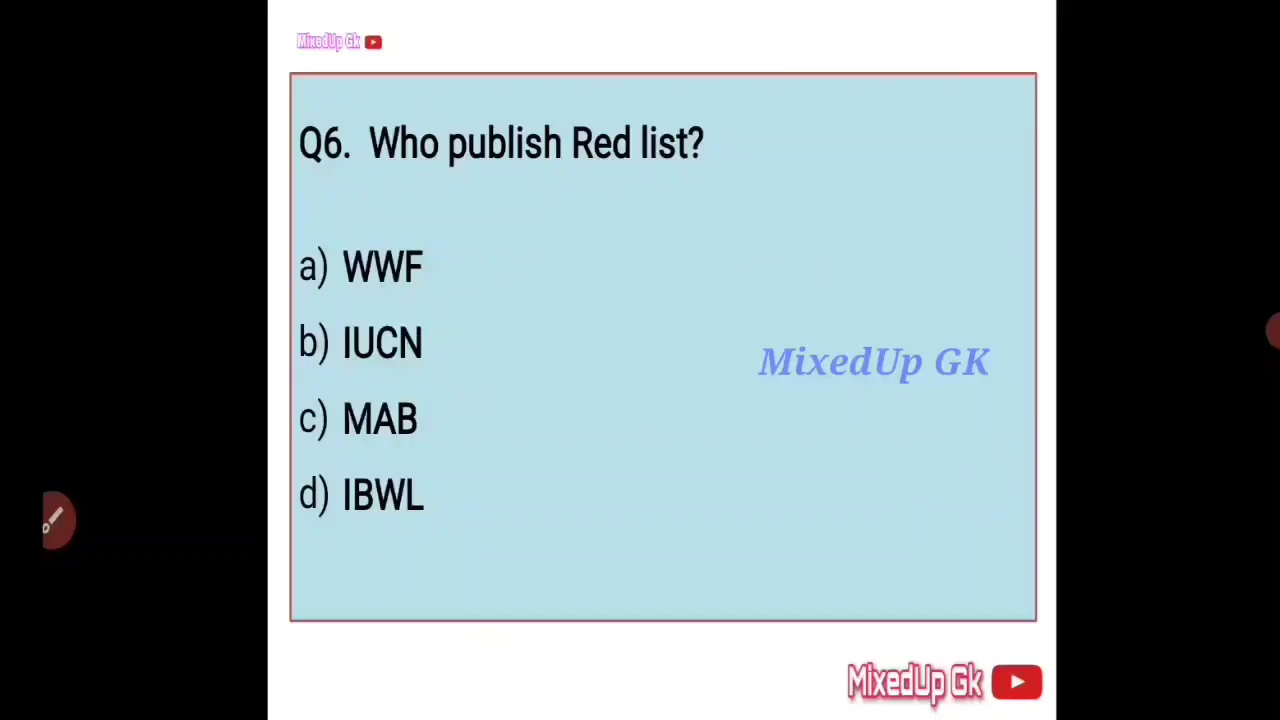 MixedUp Gk
Q6. Who publish Red list?
a) WWF
b) IUCN
MixedUp GK
c) MAB
d) IBWL
MixedUp Gk